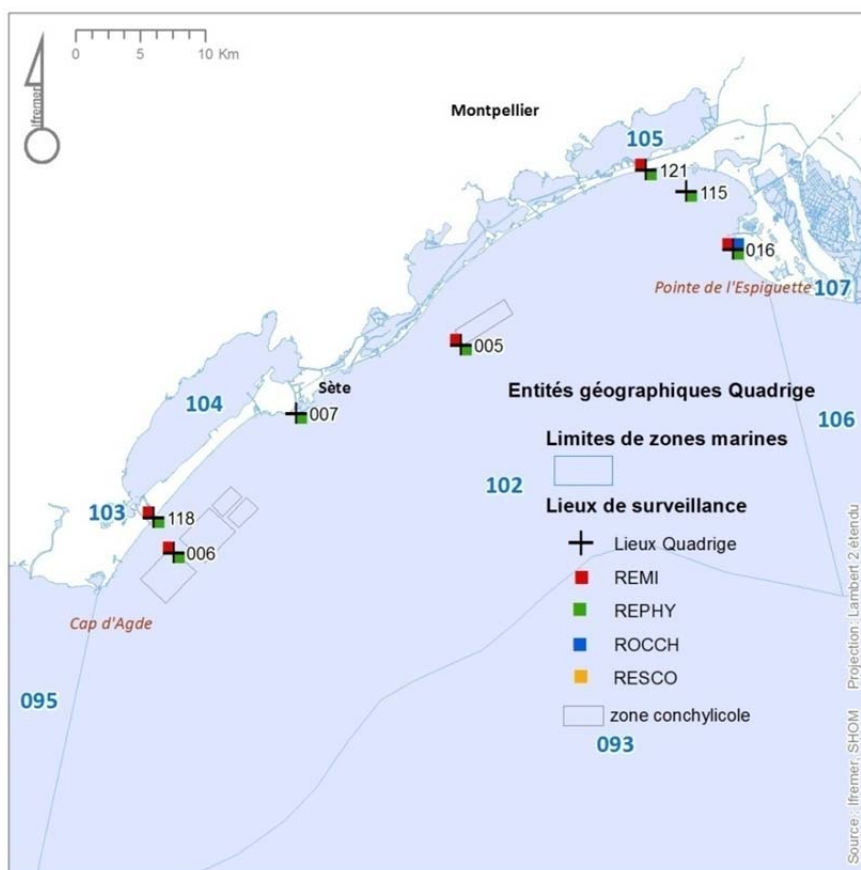 0 5 10 Km
Ifremer
Montpellier
105
121
115
016
Pointe de l'Espiguette
107
005
Sète
104
007
Entités géographiques Quadrige
106
Limites de zones marines
102
Lieux de surveillance
103
118
006
Lieux Quadrige
REMI
Cap d'Agde
REPHY
ROCCH
RESCO
095
zone conchylicole
093
Source : Ifremer, SHOM Projection: Lambert 2 étendu